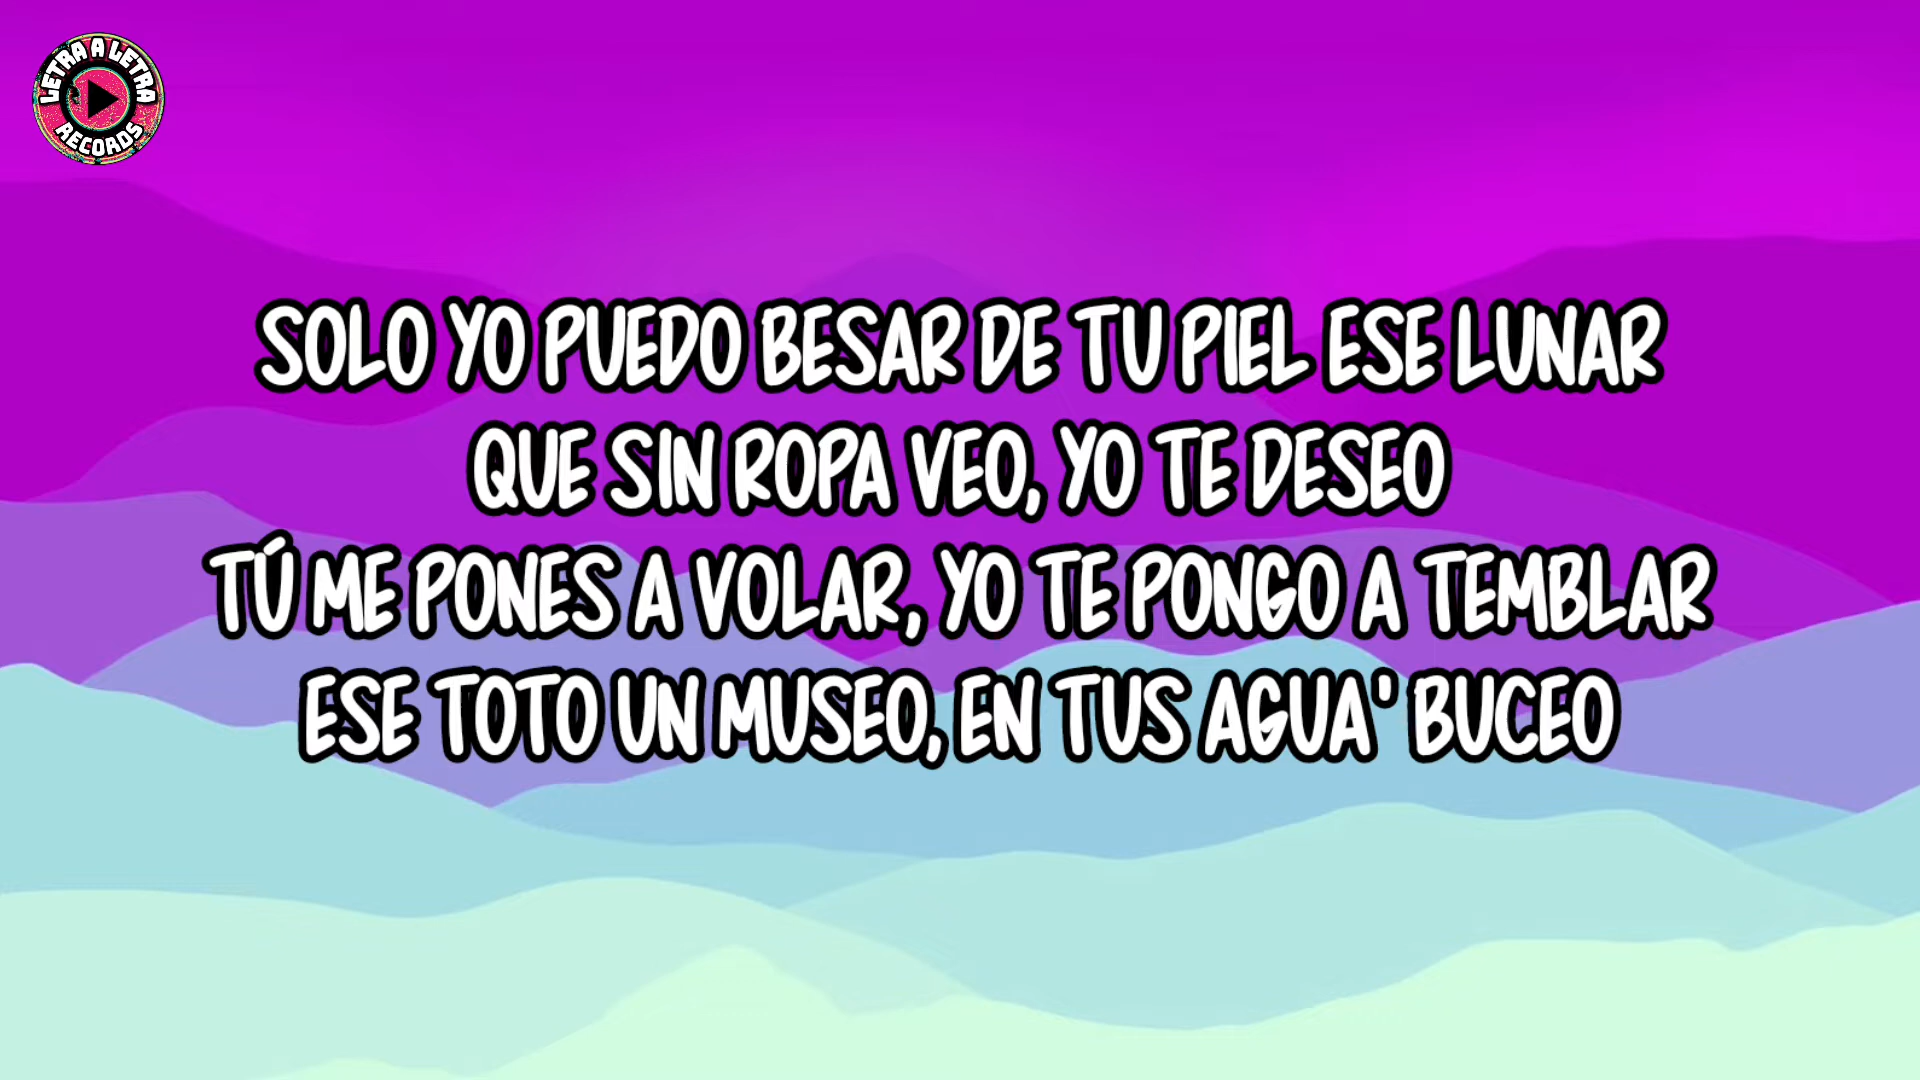 LETRA A LETRA
RECORDS
SOLO YO PUEDO BESAR DE TU PIEL ESE LUNAR
QUE SIN ROPA VEO, YO TE DESEO
TÚ ME PONES A VOLAR, YO TE PONGO A TEMBLAR
ESE TOTO UN MUSEO, EN TUS AGUA' BUCEO